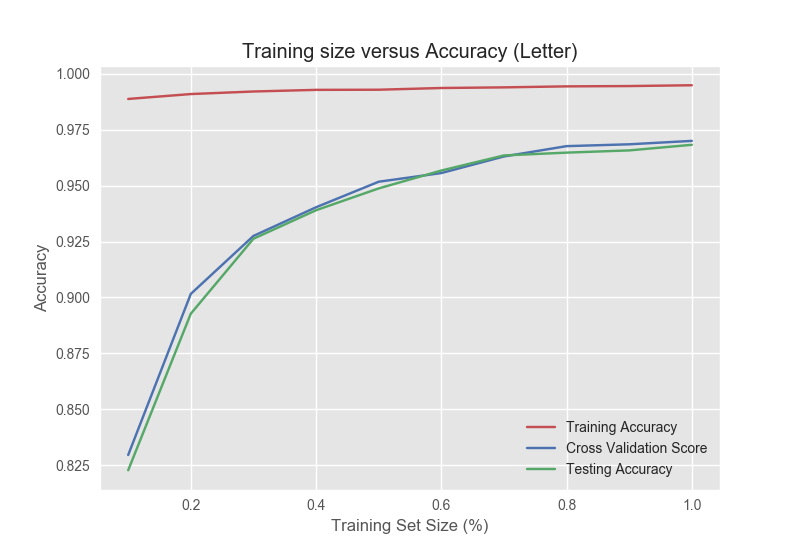 Training size versus Accuracy (Letter)
1.000
0.975
0.950
0.925
0.900
0.875
0.850
0.825
Accuracy
Training Accuracy
Cross Validation Score
Testing Accuracy
0.2 0.4 0.6 0.8 1.0
Training Set Size (%)